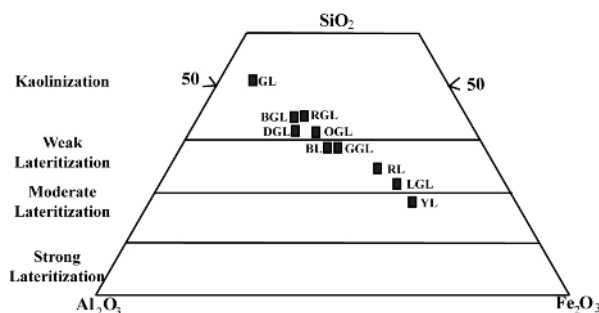 SiO2
Kaolinization
50
GL
50
BGL
RGL
DGL
OGL
Weak
Lateritization
BL
GGL
RL
Moderate
Lateritization
LGL
YL
Strong
Lateritization
Al2O3
Fe2O3